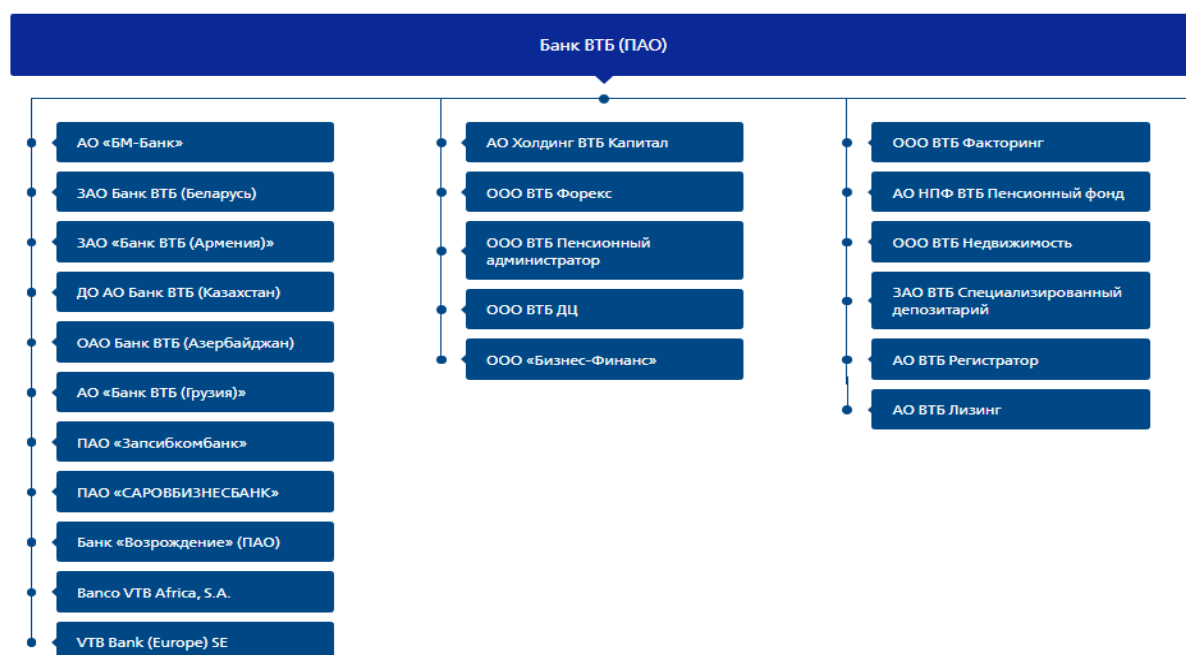 Банк ВТБ (ПАО)
АО «БМ-Банк»
ЗАО Банк ВТБ (Беларусь)
ЗАО «Банк ВТБ (Армения)»
ДО АО Банк ВТБ (Казахстан)
ОАО Банк ВТБ (Азербайджан)
АО «Банк ВТБ (Грузия)»
ПАО «Запсибкомбанк»
ПАО «САРОВБИЗНЕСБАНК»
Банк «Возрождение» (ПАО)
Banco VTB Africa, S.A.
VTB Bank (Europe) SE
АО Холдинг ВТБ Капитал
ООО ВТБ Форекс
ООО ВТБ Пенсионный
администратор
ООО ВТБ ДЦ
ООО «Бизнес-Финанс»
ООО ВТБ Факторинг
АО НПФ ВТБ Пенсионный фонд
ООО ВТБ Недвижимость
ЗАО ВТБ Специализированный
депозитарий
АО ВТБ Регистратор
АО ВТБ Лизинг